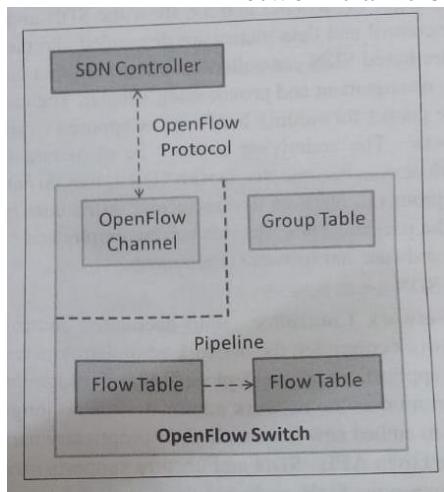 SDN Controller
OpenFlow
Protocol
OpenFlow
Channel
Group Table
Pipeline
Flow Table
Flow Table
OpenFlow Switch